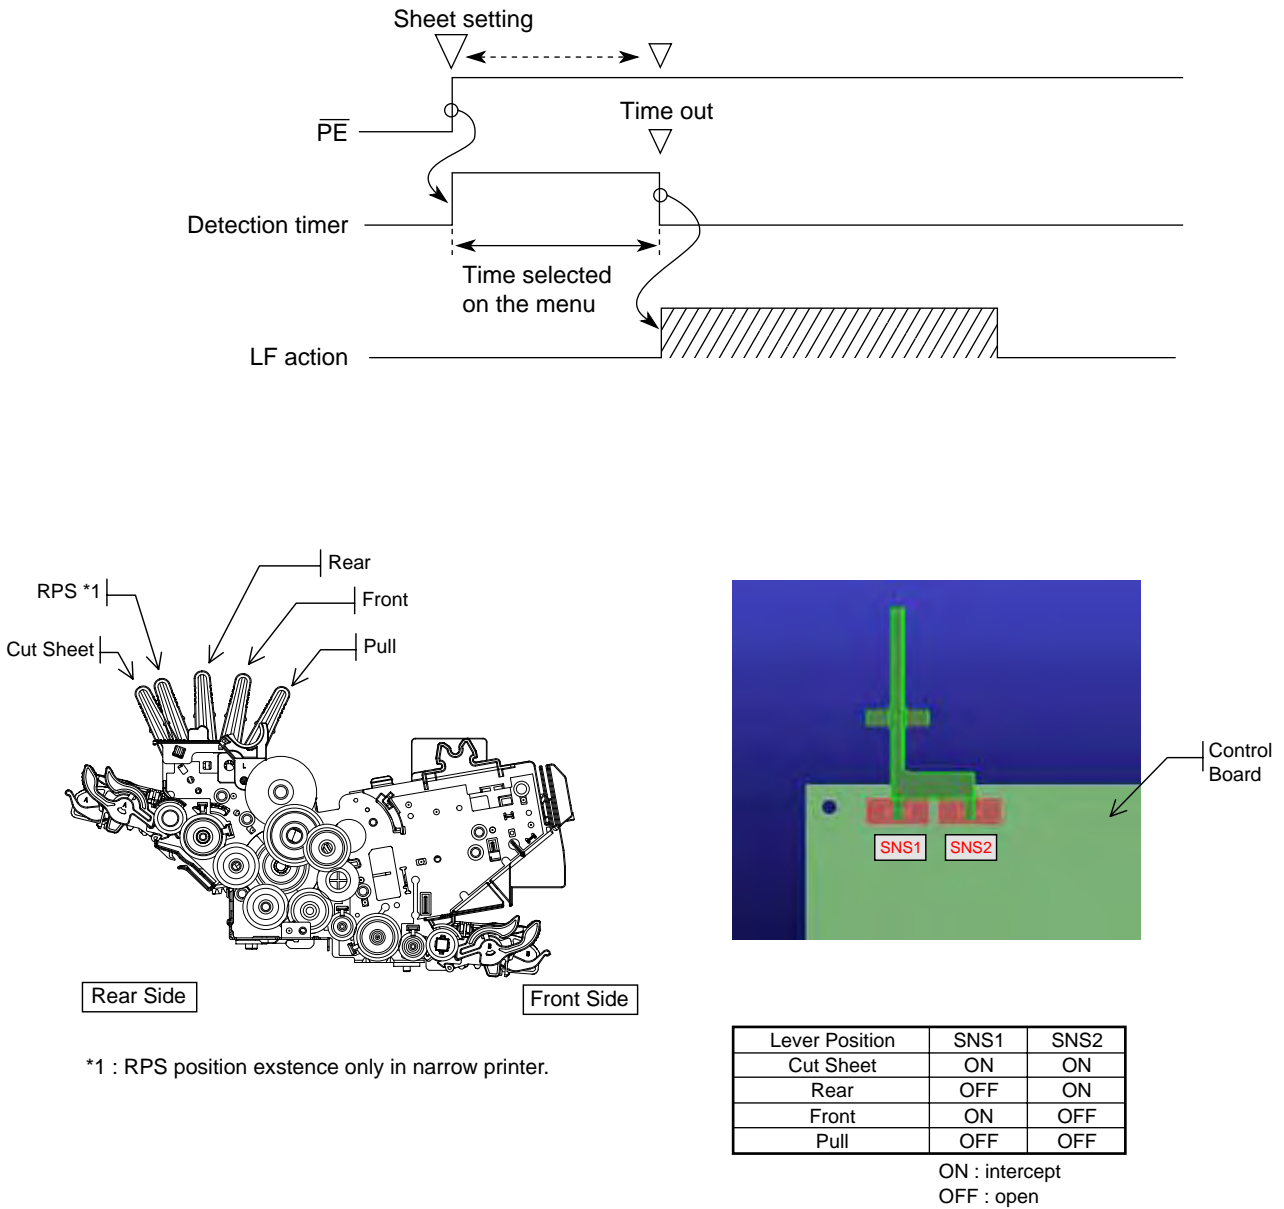 Sheet setting
PE
Time out
Detection timer
Time selected
on the menu
LF action
Rear
RPS *1
Front
Cut Sheet
Pull
Rear Side
Front Side
*1 : RPS position exstence only in narrow printer.
Control
Board
SNS1 SNS2
Lever Position SNS1 SNS2
Cut Sheet ON ON
Rear OFF ON
Front ON OFF
Pull OFF OFF
ON : intercept
OFF : open